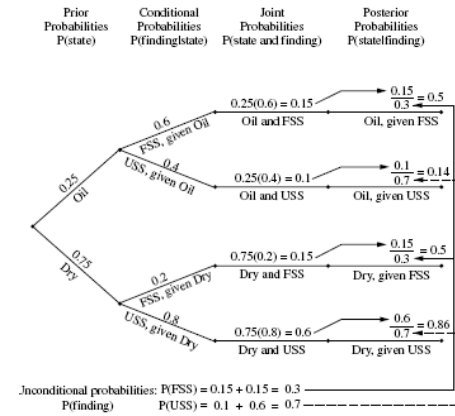 Prior Conditional Joint Posterior
Probabilities Probabilities Probabilities Probabilities
P(state) P(finding|state) P(state and finding) P(state|finding)
0.6
FSS, given Oil
0.25(0.6) = 0.15
Oil and FSS
0.15
0.3
= 0.5
Oil, given FSS
0.25
Oil
0.4
USS, given Oil
0.25(0.4) = 0.1
Oil and USS
0.1
0.7
= 0.14
Oil, given USS
0.75
Dry
0.2
FSS, given Dry
0.75(0.2) = 0.15
Dry and FSS
0.15
0.3
= 0.5
Dry, given FSS
0.8
USS, given Dry
0.75(0.8) = 0.6
Dry and USS
0.6
0.7
= 0.86
Dry, given USS
Unconditional probabilities: P(FSS) = 0.15 + 0.15 = 0.3
P(finding) P(USS) = 0.1 + 0.6 = 0.7